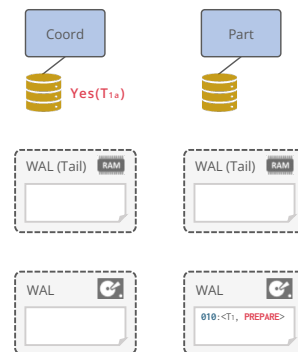 Coord Part
Yes(T₁ₐ)
WAL (Tail) RAM WAL (Tail) RAM
WAL WAL
010:<T₁, PREPARE>